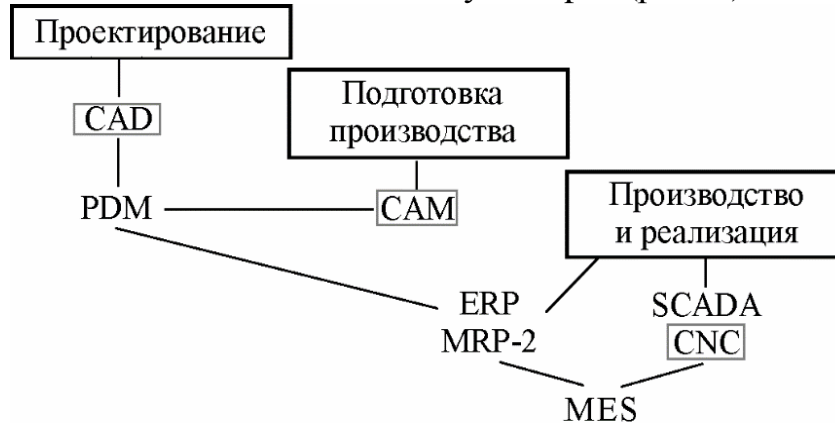 Проектирование
CAD
Подготовка
производства
PDM
CAM
Производство
и реализация
ERP
MRP-2
SCADA
CNC
MES